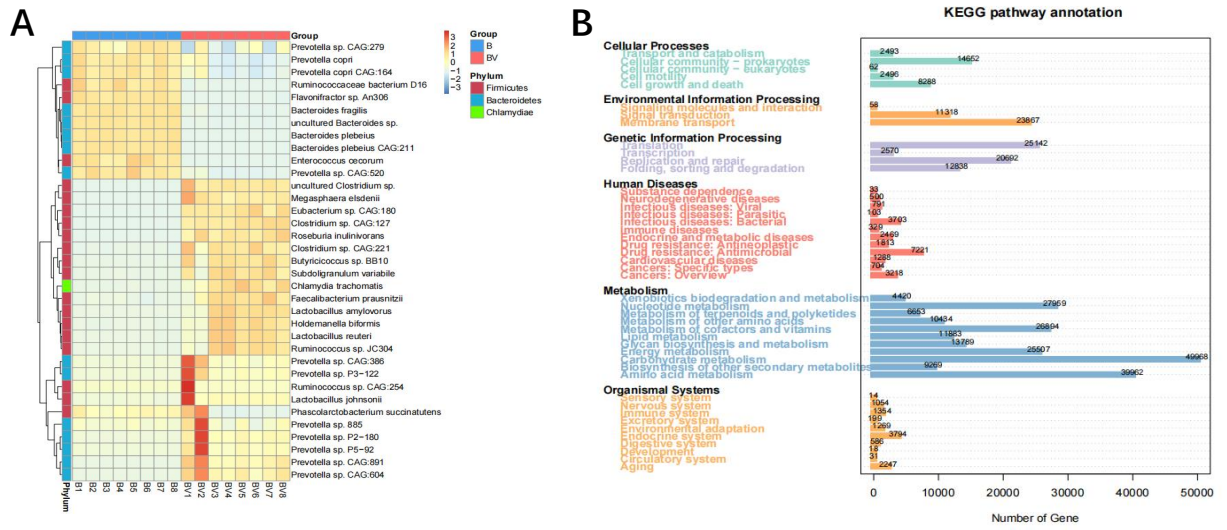 A
Group
Prevotella sp. CAG:279
Prevotella copri
Prevotella copri CAG:164
Ruminococcaceae bacterium D16
Flavonifractor sp. An306
Bacteroides fragilis
uncultured Bacteroides sp.
Bacteroides plebeius
Bacteroides plebeius CAG:211
Enterococcus cecorum
Prevotella sp. CAG:520
uncultured Clostridium sp.
Megasphaera elsdenii
Eubacterium sp. CAG:180
Clostridium sp. CAG:127
Roseburia inulinivorans
Clostridium sp. CAG:221
Butyricicoccus sp. BB10
Subdoligranulum variabile
Chlamydia trachomatis
Faecalibacterium prausnitzii
Lactobacillus amylovorus
Holdemanella biformis
Lactobacillus reuteri
Ruminococcus sp. JC304
Prevotella sp. CAG:386
Prevotella sp. P3−122
Ruminococcus sp. CAG:254
Lactobacillus johnsonii
Phascolarctobacterium succinatutens
Prevotella sp. 885
Prevotella sp. P2−180
Prevotella sp. P5−92
Prevotella sp. CAG:891
Prevotella sp. CAG:604
Phylum
B1 B2 B3 B4 B5 B6 B7 B8 BV1 BV2 BV3 BV4 BV5 BV6 BV7 BV8
3
2
1
0
−1
−2
−3
Group
B
BV
Phylum
Firmicutes
Bacteroidetes
Chlamydiae
B
KEGG pathway annotation
Cellular Processes
Transport and catabolism 2493
Cellular community − prokaryotes 14652
Cellular community − eukaryotes 62
Cell motility 2496
Cell growth and death 8288
Environmental Information Processing
Signaling molecules and interaction 58
Signal transduction 11318
Membrane transport 23867
Genetic Information Processing
Translation 25142
Transcription 2570
Replication and repair 20692
Folding, sorting and degradation 12838
Human Diseases
Substance dependence 33
Neurodegenerative diseases 500
Infectious diseases: Viral 791
Infectious diseases: Parasitic 103
Infectious diseases: Bacterial 3703
Immune diseases 329
Endocrine and metabolic diseases 2469
Drug resistance: Antineoplastic 1813
Drug resistance: Antimicrobial 7221
Cardiovascular diseases 1288
Cancers: Specific types 704
Cancers: Overview 3218
Metabolism
Xenobiotics biodegradation and metabolism 4420
Nucleotide metabolism 27959
Metabolism of terpenoids and polyketides 6653
Metabolism of other amino acids 10434
Metabolism of cofactors and vitamins 26894
Lipid metabolism 11883
Glycan biosynthesis and metabolism 13789
Energy metabolism 25507
Carbohydrate metabolism 49968
Biosynthesis of other secondary metabolites 9269
Amino acid metabolism 39962
Organismal Systems
Sensory system 14
Nervous system 1054
Immune system 1354
Excretory system 199
Environmental adaptation 1269
Endocrine system 3794
Digestive system 586
Development 18
Circulatory system 31
Aging 2247
0 10000 20000 30000 40000 50000
Number of Gene